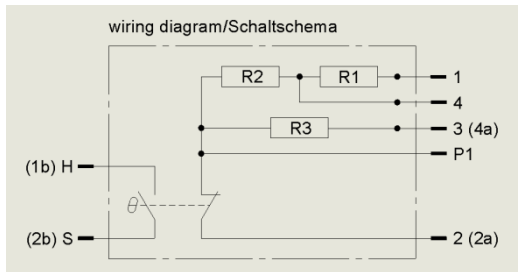 wiring diagram/Schaltschema
R2 R1 1
4
R3 3 (4a)
P1
(1b) H
θ
(2b) S 2 (2a)